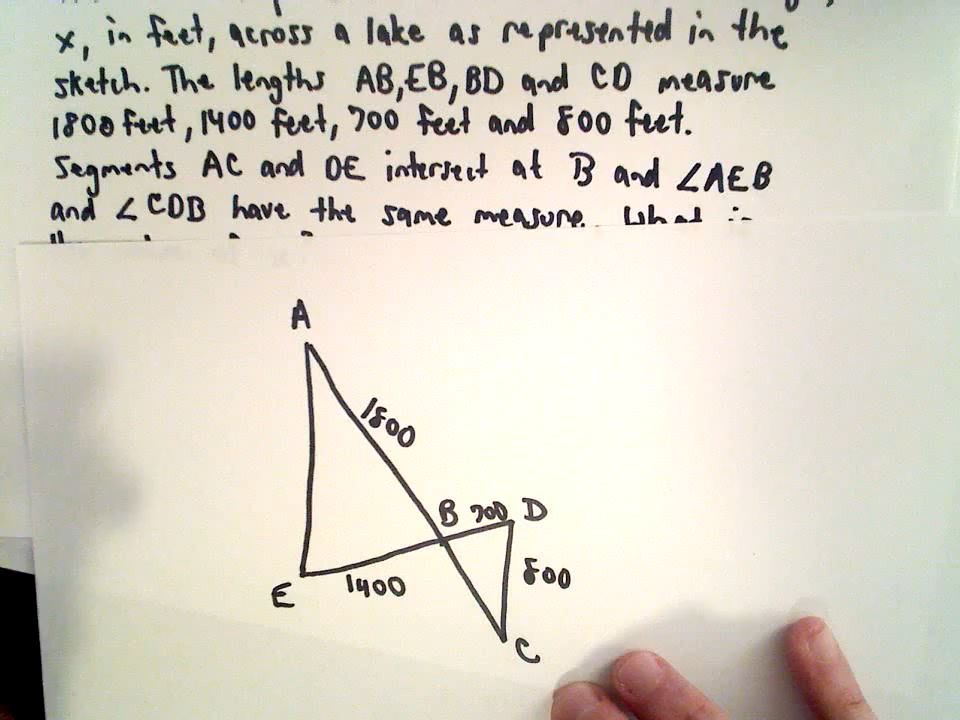 x, in feet, across a lake as represented in the
sketch. The lengths AB, EB, BD and CD measure
1800 feet, 1400 feet, 700 feet and 800 feet.
Segments AC and DE intersect at B and ∠AEB
and ∠CDB have the same measure. What is
A
1800
B 700 D
800
1400
E
C